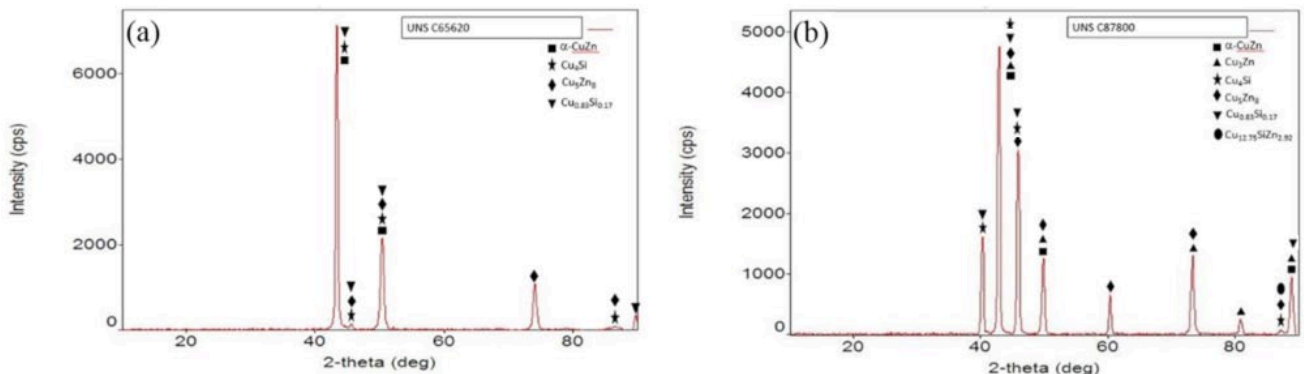 (a)
UNS C65620
α-CuZn
Cu₄Si
Cu₅Zn₈
Cu₀.₈₃Si₀.₁₇
6000
4000
2000
0
20
40
60
80
Intensity (cps)
2-theta (deg)
(b)
UNS C87800
α-CuZn
Cu₃Zn
Cu₄Si
Cu₅Zn₈
Cu₀.₈₃Si₀.₁₇
Cu₁₂.₇₅SiZn₂.₉₂
5000
4000
3000
2000
1000
0
20
40
60
80
Intensity (cps)
2-theta (deg)